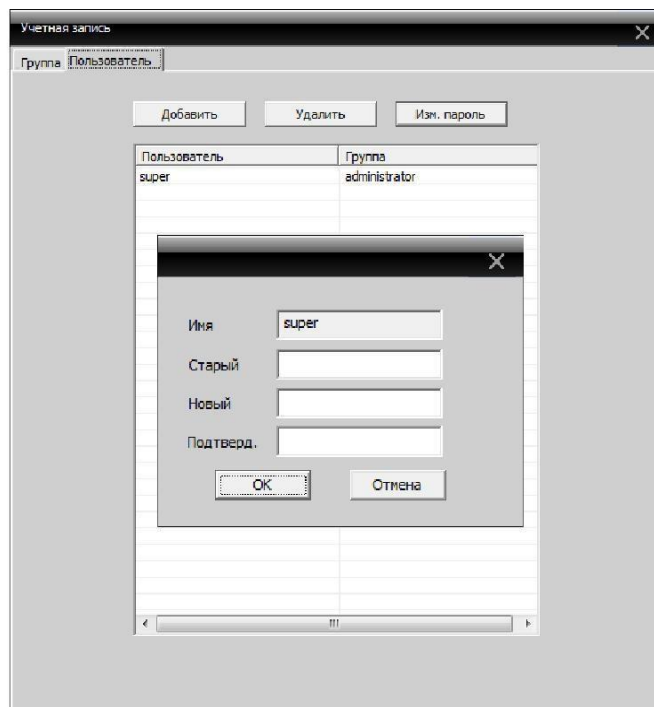 Учетная запись
Группа Пользователь
Добавить Удалить Изм. пароль
Пользователь Группа
super administrator
Имя super
Старый
Новый
Подтверд.
OK Отмена